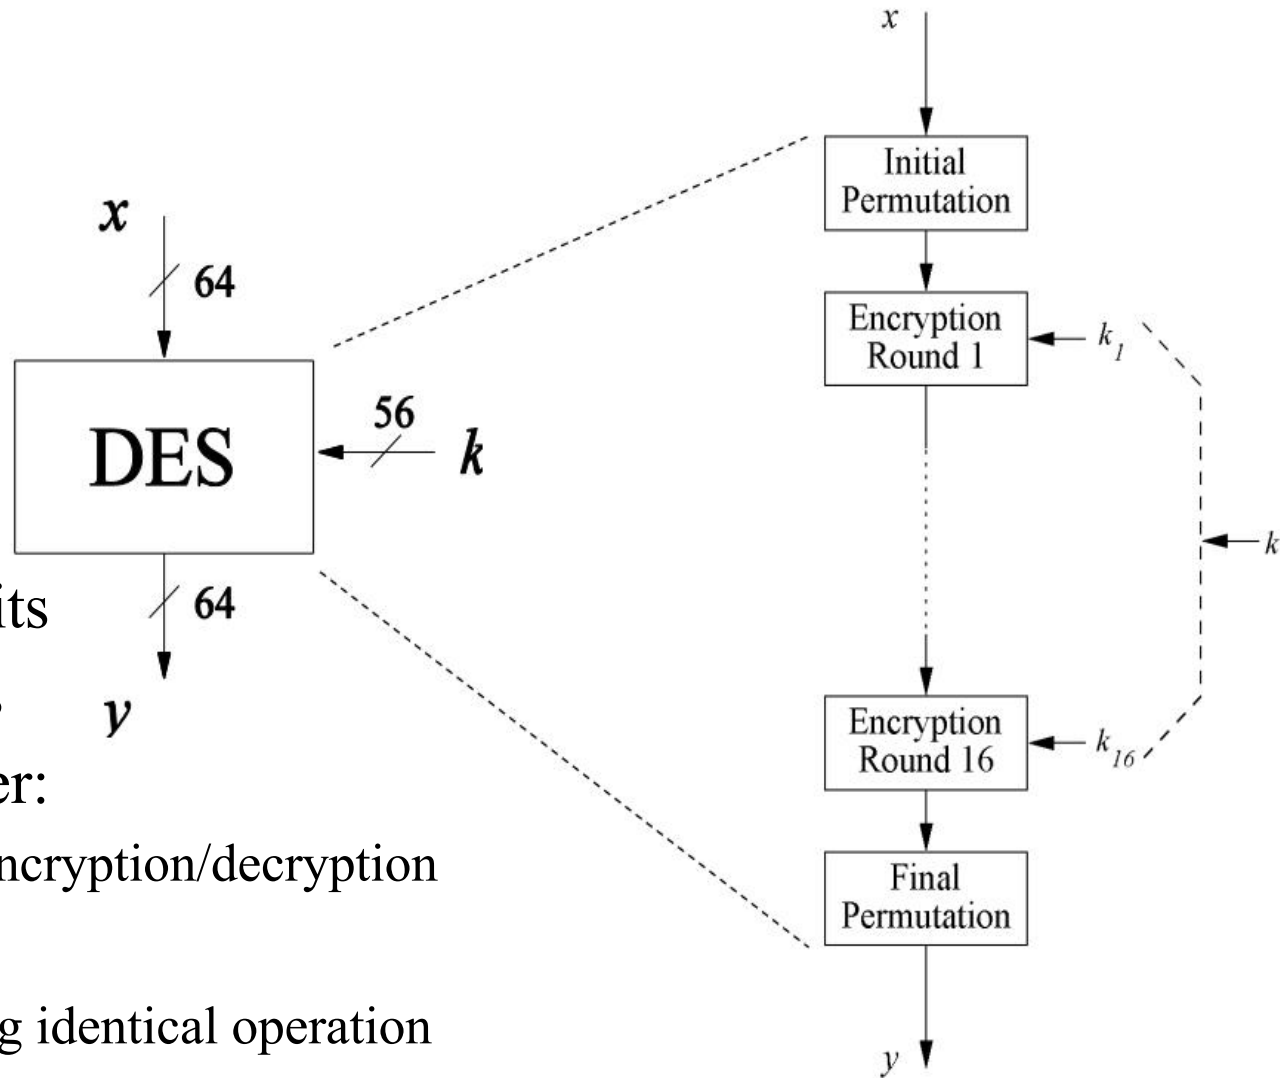 x
64
DES
56
k
64
its
y
er:
ncryption/decryption
g identical operation
x
Initial
Permutation
Encryption
Round 1
k1
k
Encryption
Round 16
k16
Final
Permutation
y